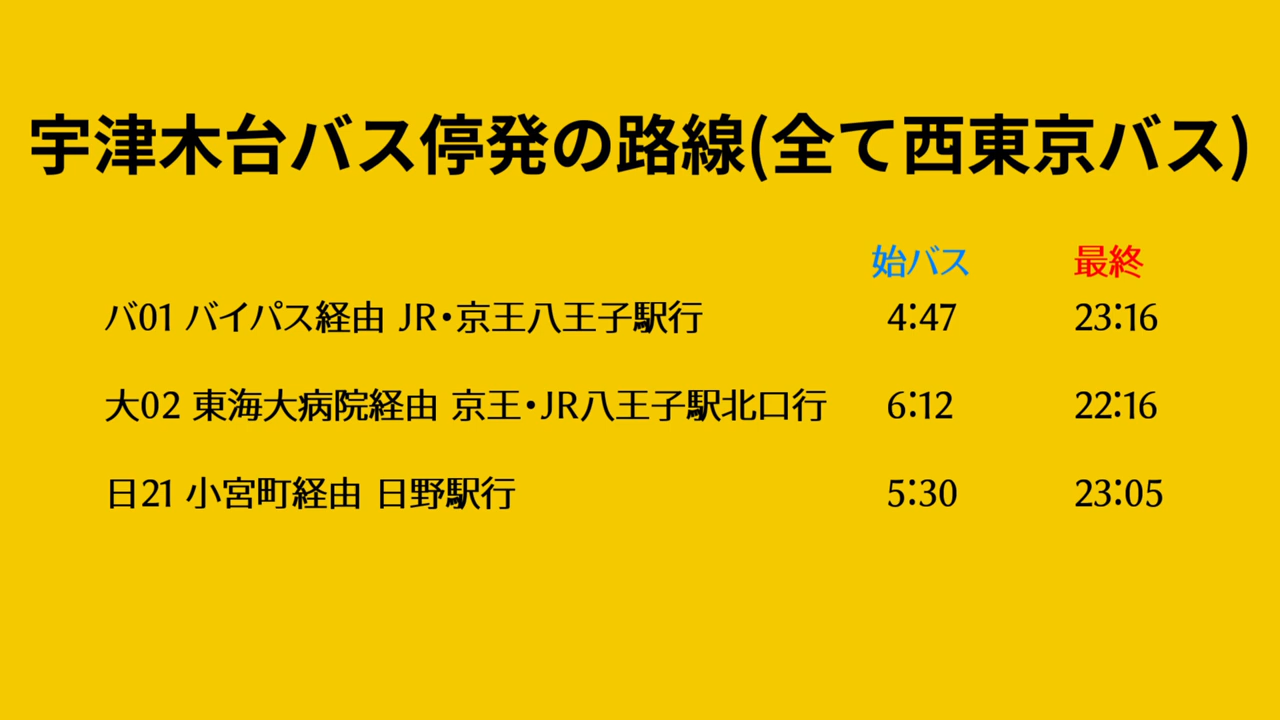 宇津木台バス停発の路線(全て西東京バス)
始バス 最終
バ01 バイパス経由 JR・京王八王子駅行 4:47 23:16
大02 東海大病院経由 京王・JR八王子駅北口行 6:12 22:16
日21 小宮町経由 日野駅行 5:30 23:05